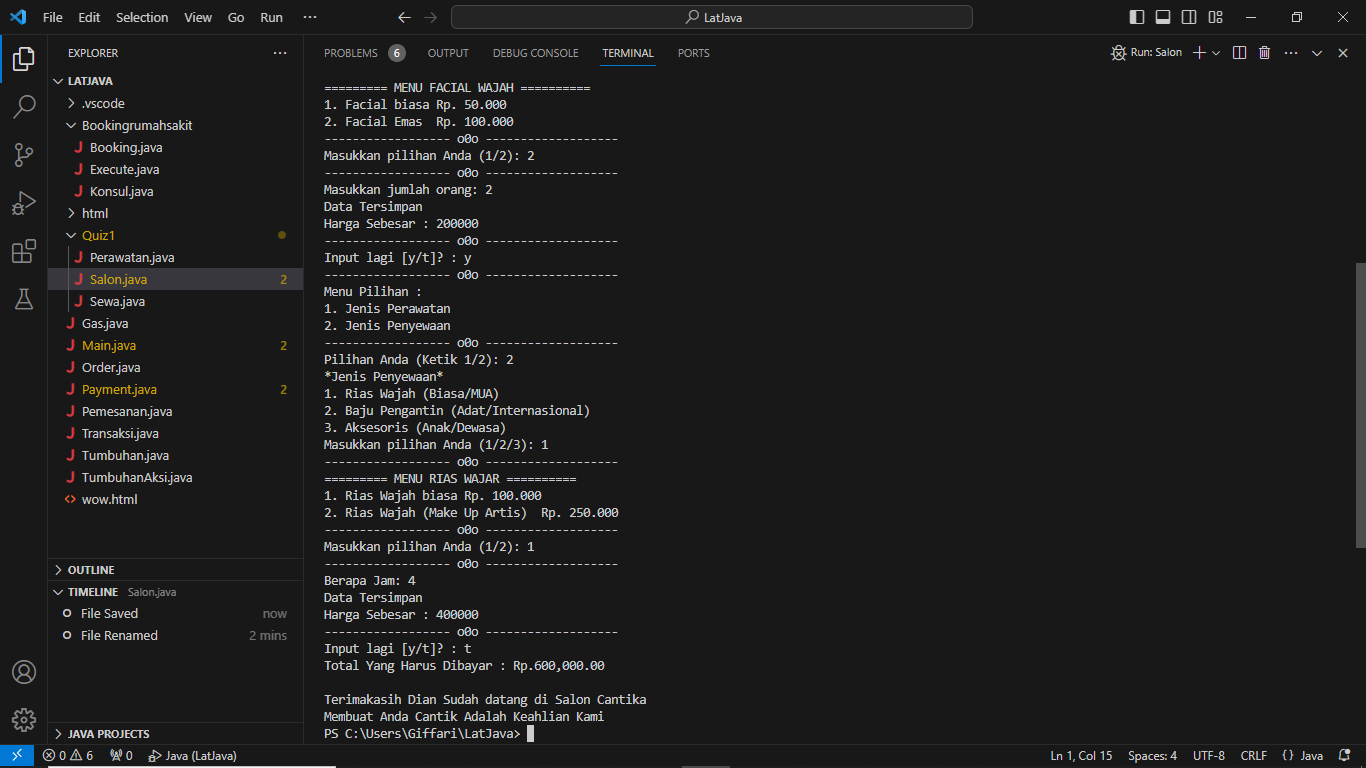 File Edit Selection View Go Run ··· LatJava
EXPLORER ···
LATJAVA
.vscode
Bookingrumahsakit
J Booking.java
J Execute.java
J Konsul.java
html
Quiz1
J Perawatan.java
J Salon.java 2
J Sewa.java
J Gas.java
J Main.java 2
J Order.java
J Payment.java 2
J Pemesanan.java
J Transaksi.java
J Tumbuhan.java
J TumbuhanAksi.java
<> wow.html
OUTLINE
TIMELINE Salon.java
File Saved now
File Renamed 2 mins
JAVA PROJECTS
PROBLEMS 6 OUTPUT DEBUG CONSOLE TERMINAL PORTS Run: Salon ···
========= MENU FACIAL WAJAH ==========
1. Facial biasa Rp. 50.000
2. Facial Emas  Rp. 100.000
------------------ o0o -------------------
Masukkan pilihan Anda (1/2): 2
------------------ o0o -------------------
Masukkan jumlah orang: 2
Data Tersimpan
Harga Sebesar : 200000
------------------ o0o -------------------
Input lagi [y/t]? : y
------------------ o0o -------------------
Menu Pilihan :
1. Jenis Perawatan
2. Jenis Penyewaan
------------------ o0o -------------------
Pilihan Anda (Ketik 1/2): 2
*Jenis Penyewaan*
1. Rias Wajah (Biasa/MUA)
2. Baju Pengantin (Adat/Internasional)
3. Aksesoris (Anak/Dewasa)
Masukkan pilihan Anda (1/2/3): 1
------------------ o0o -------------------
========= MENU RIAS WAJAR ==========
1. Rias Wajah biasa Rp. 100.000
2. Rias Wajah (Make Up Artis)  Rp. 250.000
------------------ o0o -------------------
Masukkan pilihan Anda (1/2): 1
------------------ o0o -------------------
Berapa Jam: 4
Data Tersimpan
Harga Sebesar : 400000
------------------ o0o -------------------
Input lagi [y/t]? : t
Total Yang Harus Dibayar : Rp.600,000.00
Terimakasih Dian Sudah datang di Salon Cantika
Membuat Anda Cantik Adalah Keahlian Kami
PS C:\Users\Giffari\LatJava>
0 6 0 Java (LatJava) Ln 1, Col 15 Spaces: 4 UTF-8 CRLF {} Java